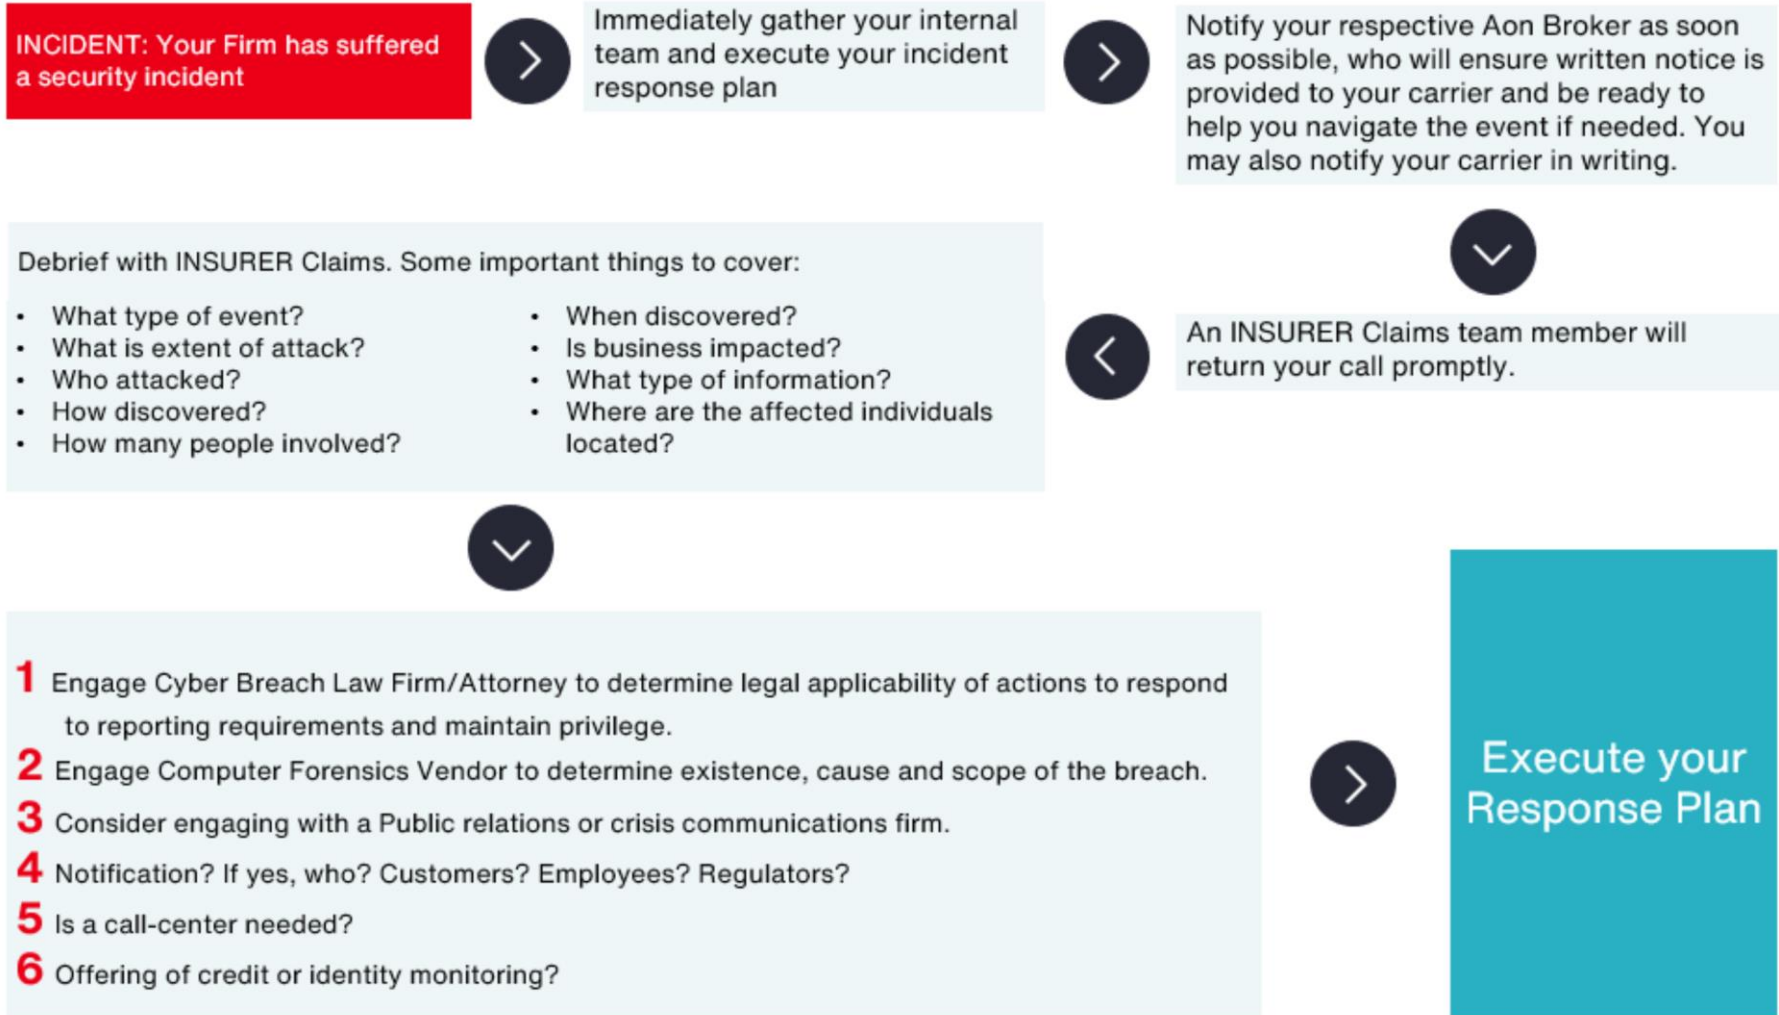 INCIDENT: Your Firm has suffered
a security incident
Immediately gather your internal
team and execute your incident
response plan
Notify your respective Aon Broker as soon
as possible, who will ensure written notice is
provided to your carrier and be ready to
help you navigate the event if needed. You
may also notify your carrier in writing.
An INSURER Claims team member will
return your call promptly.
Debrief with INSURER Claims. Some important things to cover:
• What type of event?
• What is extent of attack?
• Who attacked?
• How discovered?
• How many people involved?
• When discovered?
• Is business impacted?
• What type of information?
• Where are the affected individuals
located?
1 Engage Cyber Breach Law Firm/Attorney to determine legal applicability of actions to respond
to reporting requirements and maintain privilege.
2 Engage Computer Forensics Vendor to determine existence, cause and scope of the breach.
3 Consider engaging with a Public relations or crisis communications firm.
4 Notification? If yes, who? Customers? Employees? Regulators?
5 Is a call-center needed?
6 Offering of credit or identity monitoring?
Execute your
Response Plan